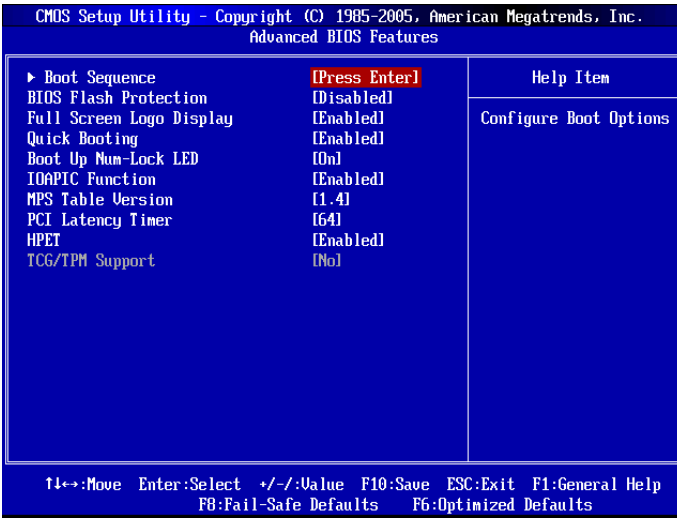 CMOS Setup Utility - Copyright (C) 1985-2005, American Megatrends, Inc.
Advanced BIOS Features
▶ Boot Sequence [Press Enter]
BIOS Flash Protection [Disabled]
Full Screen Logo Display [Enabled]
Quick Booting [Enabled]
Boot Up Num-Lock LED [On]
IOAPIC Function [Enabled]
MPS Table Version [1.4]
PCI Latency Timer [64]
HPET [Enabled]
TCG/TPM Support [No]
Help Item
Configure Boot Options
↑↓↔:Move Enter:Select +/-/:Value F10:Save ESC:Exit F1:General Help
F8:Fail-Safe Defaults F6:Optimized Defaults